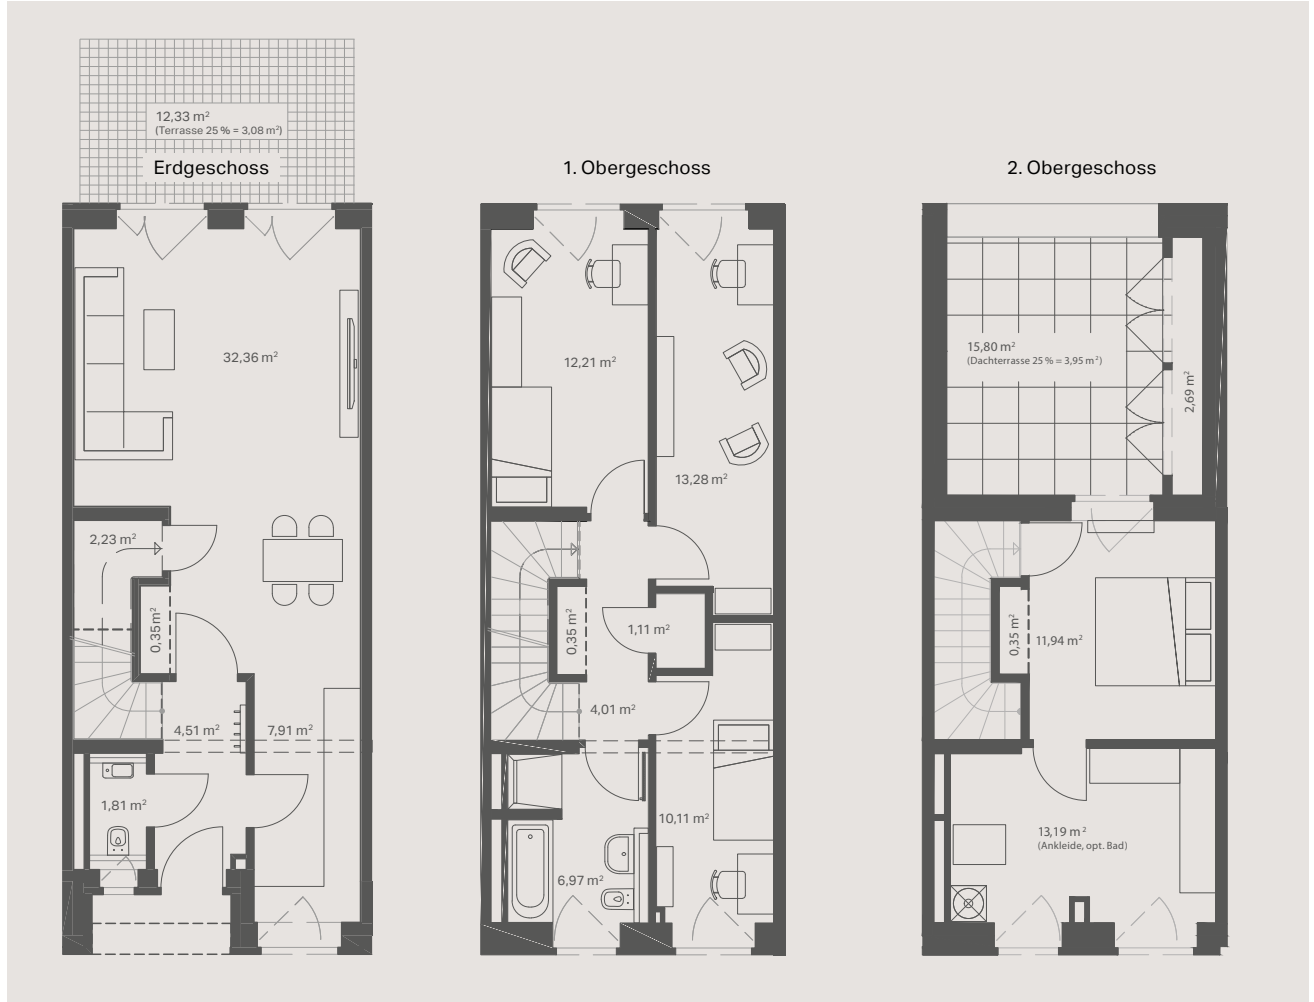 12,33 m²
(Terrasse 25 % = 3,08 m²)
Erdgeschoss
32,36 m²
2,23 m²
0,35 m²
4,51 m²
7,91 m²
1,81 m²
1. Obergeschoss
12,21 m²
13,28 m²
0,35 m²
1,11 m²
4,01 m²
10,11 m²
6,97 m²
2. Obergeschoss
15,80 m²
(Dachterrasse 25 % = 3,95 m²)
2,69 m²
0,35 m²
11,94 m²
13,19 m²
(Ankleide, opt. Bad)